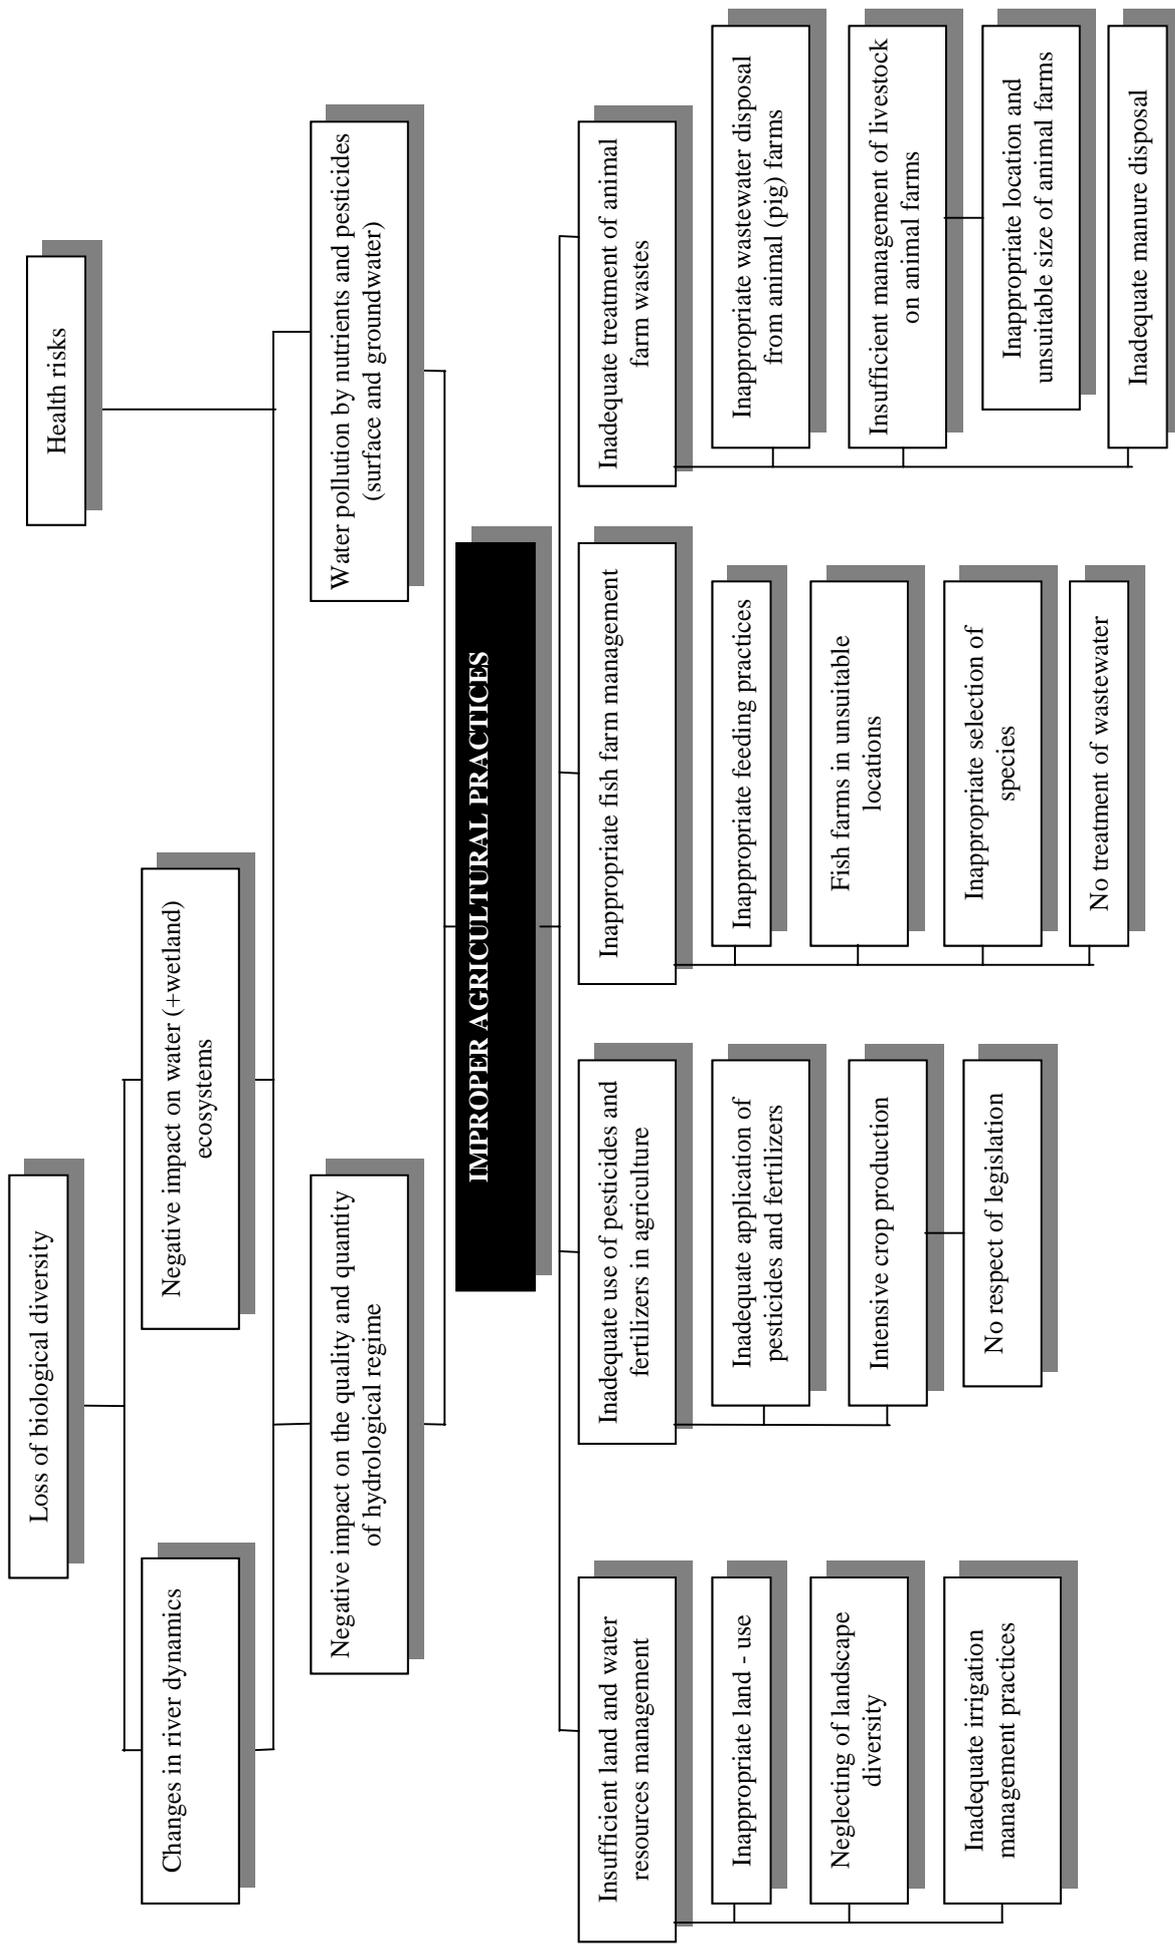 Loss of biological diversity
Health risks
Changes in river dynamics
Negative impact on water (+wetland)
ecosystems
Negative impact on the quality and quantity
of hydrological regime
Water pollution by nutrients and pesticides
(surface and groundwater)
IMPROPER AGRICULTURAL PRACTICES
Insufficient land and water
resources management
Inappropriate land - use
Neglecting of landscape
diversity
Inadequate irrigation
management practices
Inadequate use of pesticides and
fertilizers in agriculture
Inadequate application of
pesticides and fertilizers
Intensive crop production
No respect of legislation
Inappropriate fish farm management
Inappropriate feeding practices
Fish farms in unsuitable
locations
Inappropriate selection of
species
No treatment of wastewater
Inadequate treatment of animal
farm wastes
Inappropriate wastewater disposal
from animal (pig) farms
Insufficient management of livestock
on animal farms
Inappropriate location and
unsuitable size of animal farms
Inadequate manure disposal